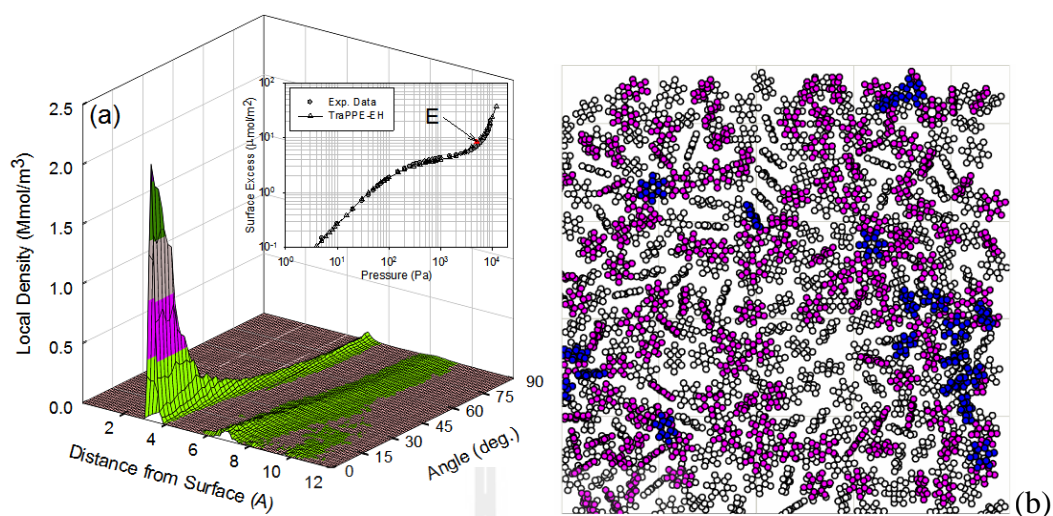 (a)
Local Density (Mmol/m³)
2.5
2.0
1.5
1.0
0.5
0.0
Surface Excess (µmol/m2)
10²
10¹
10⁰
10⁻¹
Exp. Data
TraPPE-EH
E
10⁰ 10¹ 10² 10³ 10⁴
Pressure (Pa)
2 4 6 8 10 12
Distance from Surface (A)
0 15 30 45 60 75 90
Angle (deg.)
(b)